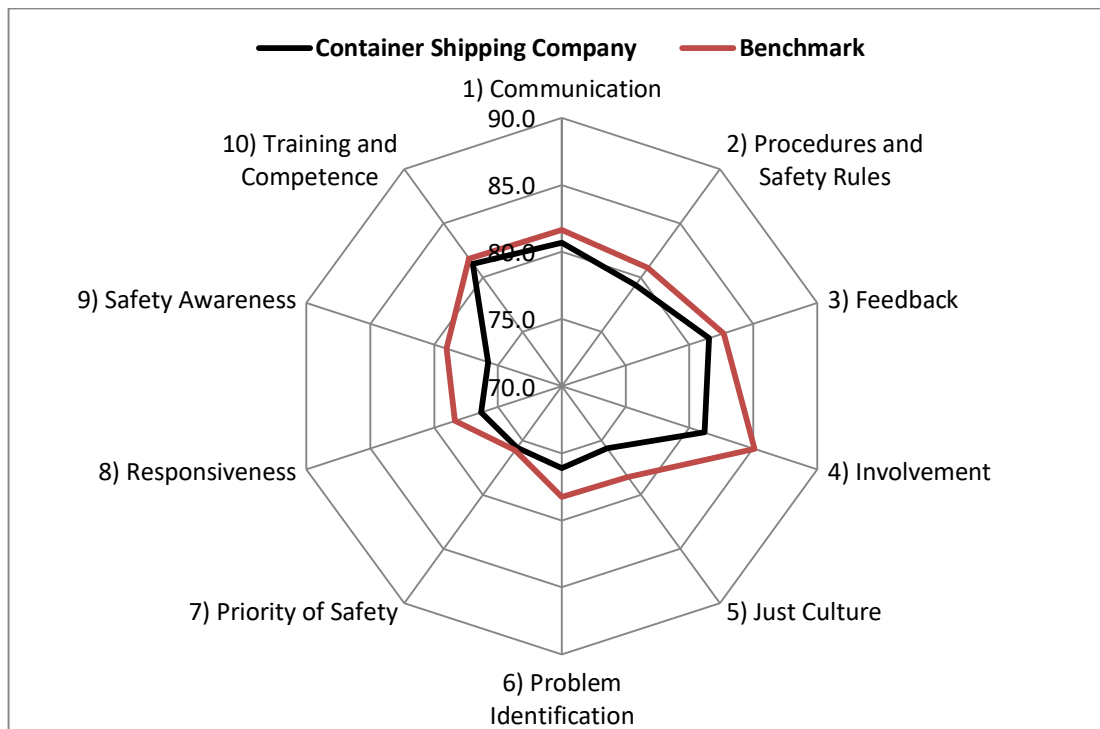 Container Shipping Company
Benchmark
1) Communication
90.0
10) Training and
Competence
2) Procedures and
Safety Rules
85.0
80.0
9) Safety Awareness
3) Feedback
75.0
70.0
8) Responsiveness
4) Involvement
7) Priority of Safety
5) Just Culture
6) Problem
Identification